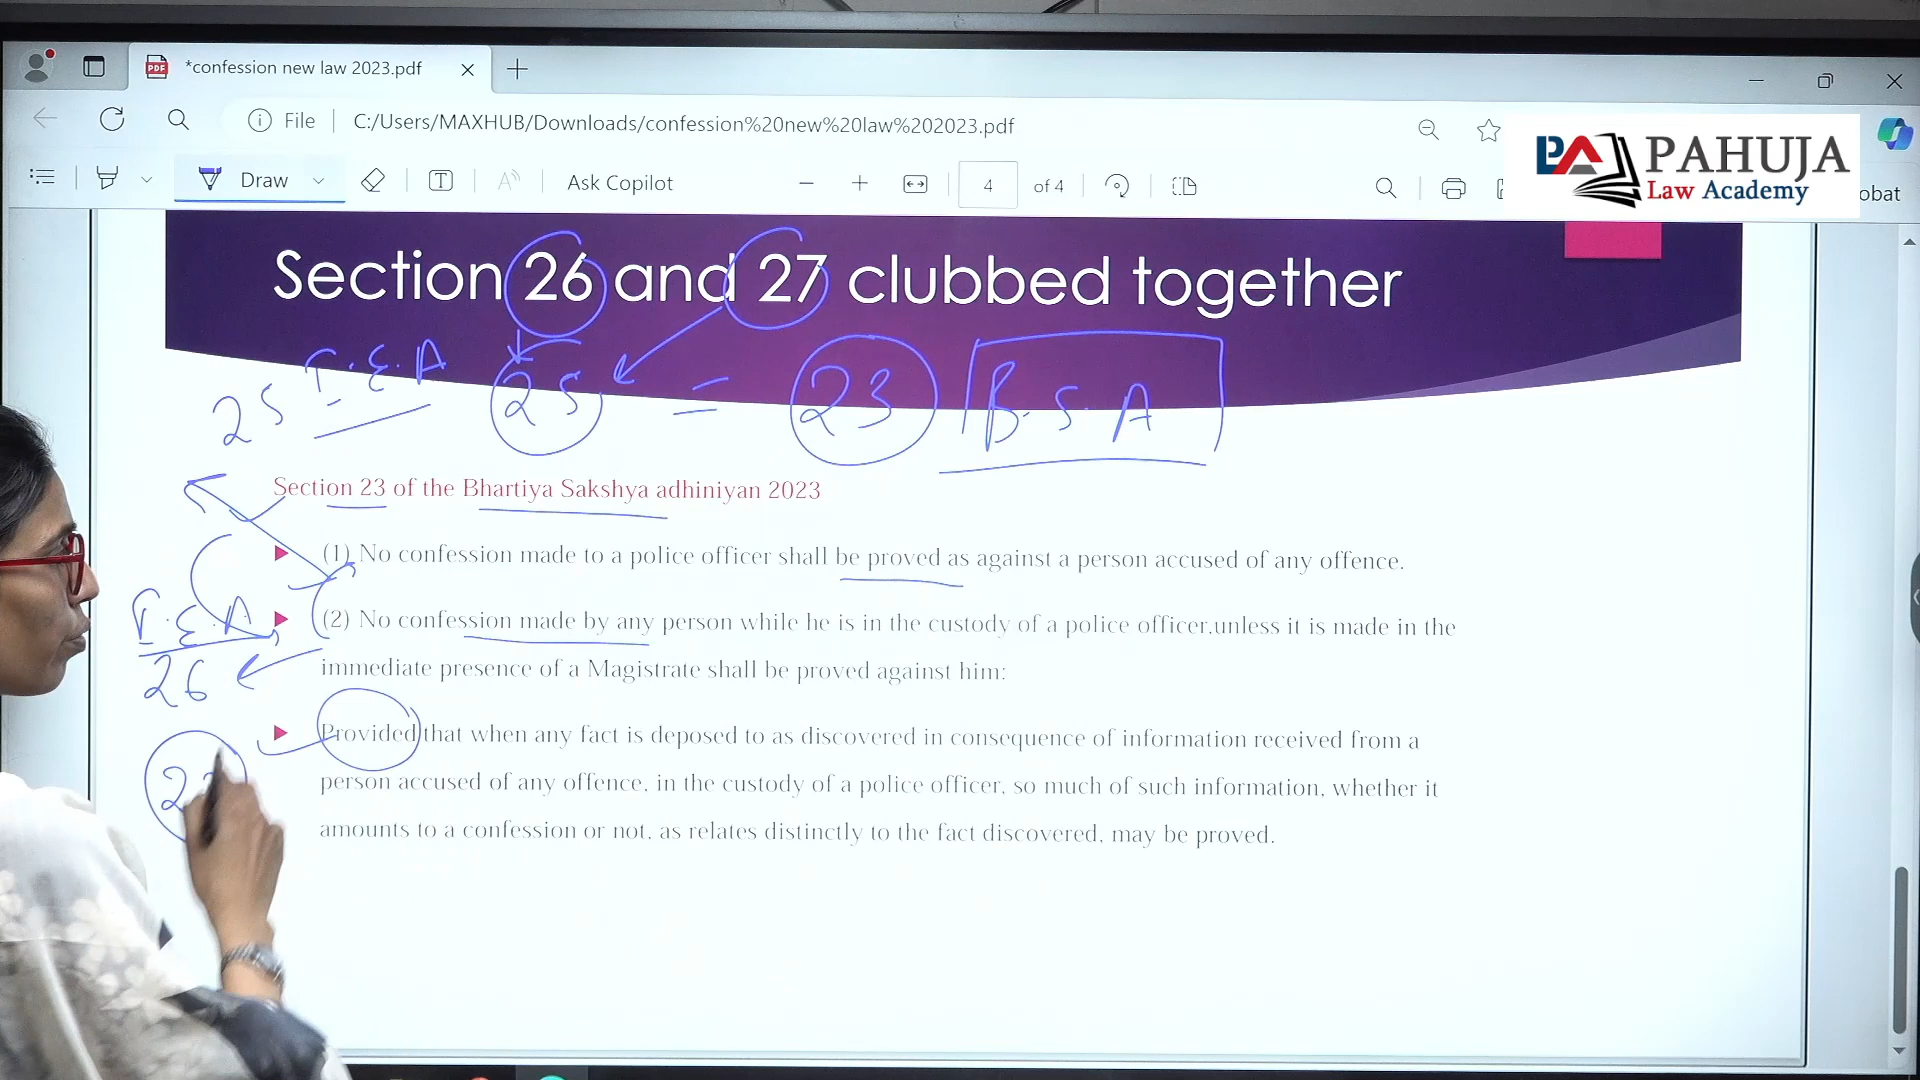 *confession new law 2023.pdf
File C:/Users/MAXHUB/Downloads/confession%20new%20law%202023.pdf
PAHUJA
Law Academy
Draw
Ask Copilot
4 of 4
obat
Section 26 and 27 clubbed together
25 I.E.A 25 = 23 B.S.A
Section 23 of the Bhartiya Sakshya adhiniyan 2023
(1) No confession made to a police officer shall be proved as against a person accused of any offence.
(2) No confession made by any person while he is in the custody of a police officer,unless it is made in the
immediate presence of a Magistrate shall be proved against him:
I.E.A
26
Provided that when any fact is deposed to as discovered in consequence of information received from a
person accused of any offence, in the custody of a police officer, so much of such information, whether it
amounts to a confession or not, as relates distinctly to the fact discovered, may be proved.